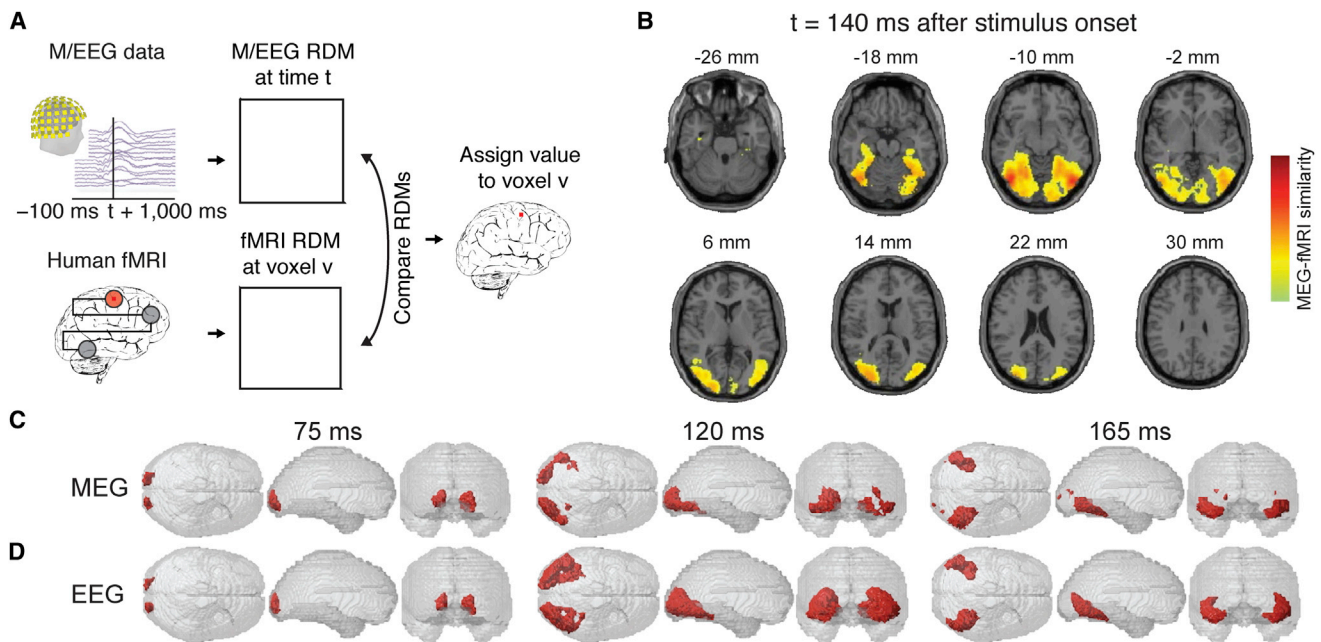 A
M/EEG data
M/EEG RDM
at time t
−100 ms t + 1,000 ms
Assign value
to voxel v
Compare RDMs
Human fMRI
fMRI RDM
at voxel v
B
t = 140 ms after stimulus onset
-26 mm
-18 mm
-10 mm
-2 mm
6 mm
14 mm
22 mm
30 mm
MEG-fMRI similarity
C
75 ms
120 ms
165 ms
MEG
D
EEG